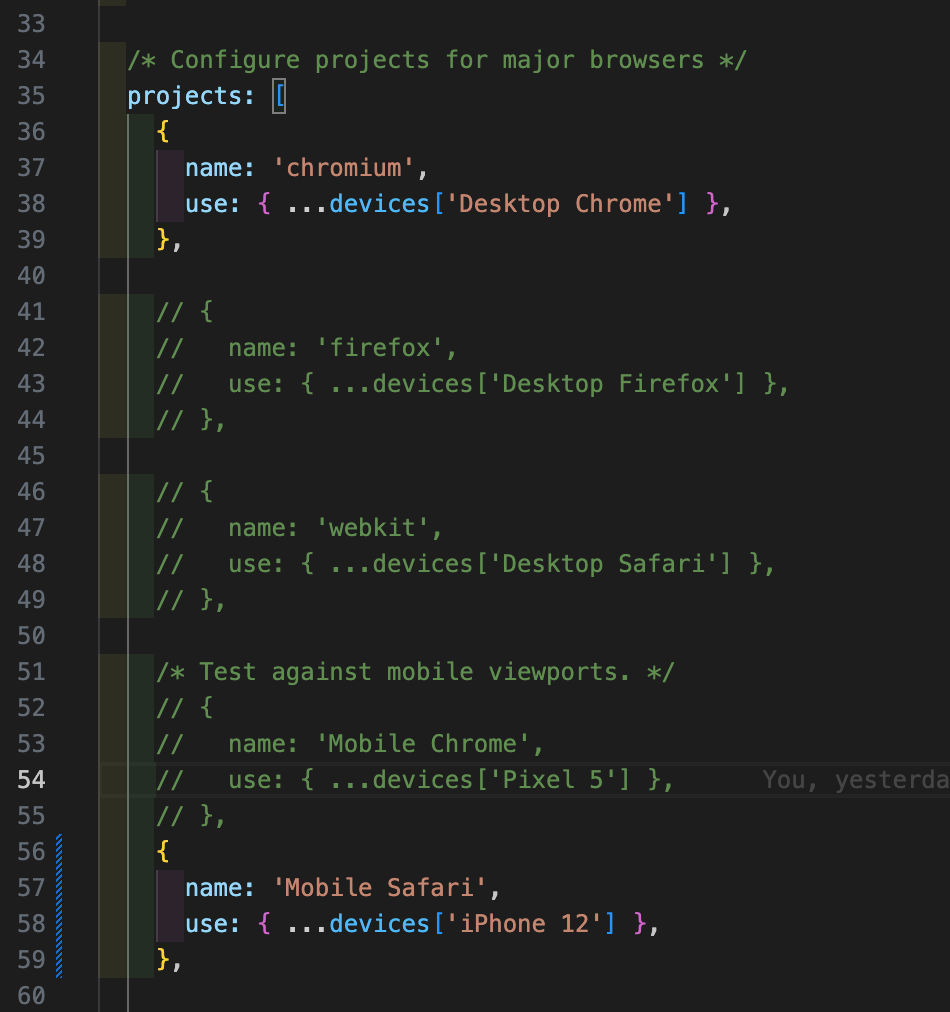 33
34 /* Configure projects for major browsers */
35 projects: [
36 {
37 name: 'chromium',
38 use: { ...devices['Desktop Chrome'] },
39 },
40
41 // {
42 //   name: 'firefox',
43 //   use: { ...devices['Desktop Firefox'] },
44 // },
45
46 // {
47 //   name: 'webkit',
48 //   use: { ...devices['Desktop Safari'] },
49 // },
50
51 /* Test against mobile viewports. */
52 // {
53 //   name: 'Mobile Chrome',
54 //   use: { ...devices['Pixel 5'] }, You, yesterda
55 // },
56 {
57 name: 'Mobile Safari',
58 use: { ...devices['iPhone 12'] },
59 },
60